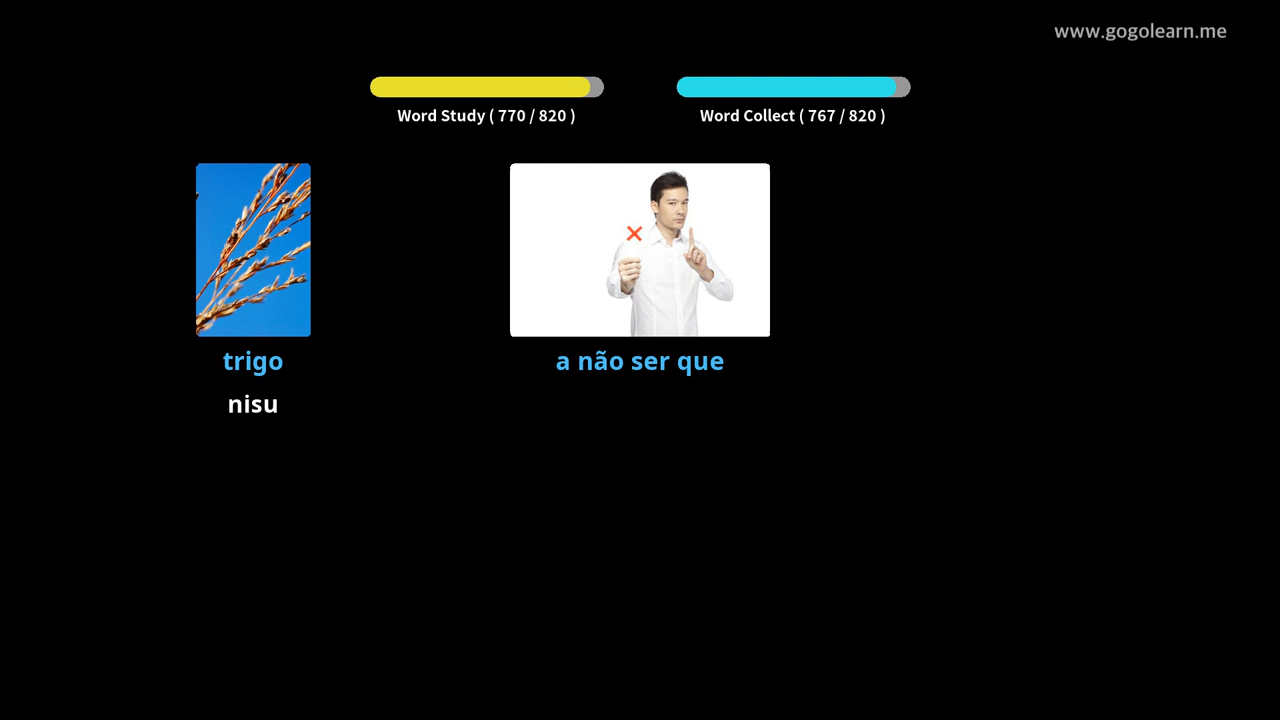 www.gogolearn.me
Word Study ( 770 / 820 )
Word Collect ( 767 / 820 )
trigo
nisu
a não ser que